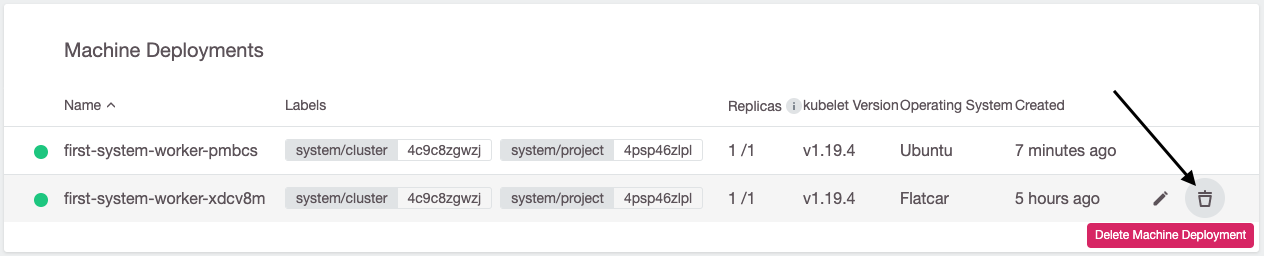 Machine Deployments
Name Labels Replicas i kubelet Version Operating System Created
first-system-worker-pmbcs system/cluster 4c9c8zgwzj system/project 4psp46zlpl 1 /1 v1.19.4 Ubuntu 7 minutes ago
first-system-worker-xdcv8m system/cluster 4c9c8zgwzj system/project 4psp46zlpl 1 /1 v1.19.4 Flatcar 5 hours ago
Delete Machine Deployment